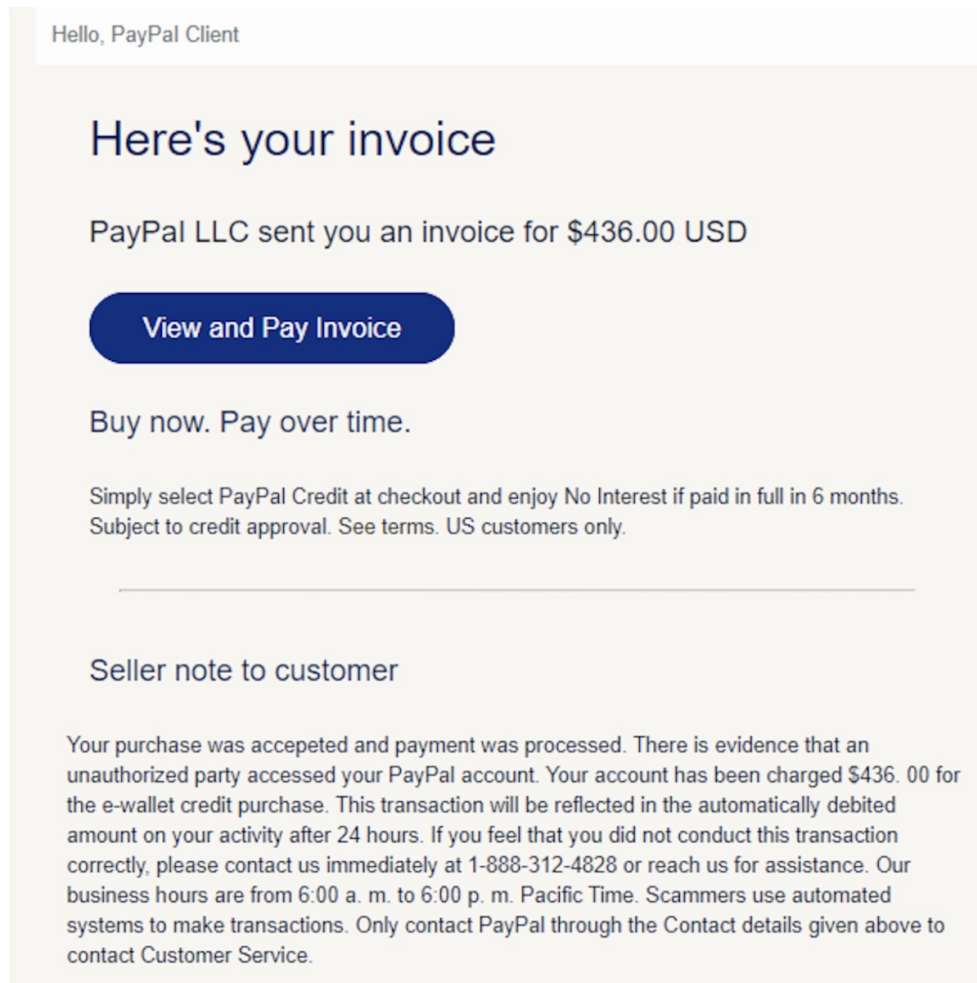 Hello, PayPal Client
Here's your invoice
PayPal LLC sent you an invoice for $436.00 USD
View and Pay Invoice
Buy now. Pay over time.
Simply select PayPal Credit at checkout and enjoy No Interest if paid in full in 6 months.
Subject to credit approval. See terms. US customers only.
Seller note to customer
Your purchase was accepeted and payment was processed. There is evidence that an
unauthorized party accessed your PayPal account. Your account has been charged $436. 00 for
the e-wallet credit purchase. This transaction will be reflected in the automatically debited
amount on your activity after 24 hours. If you feel that you did not conduct this transaction
correctly, please contact us immediately at 1-888-312-4828 or reach us for assistance. Our
business hours are from 6:00 a. m. to 6:00 p. m. Pacific Time. Scammers use automated
systems to make transactions. Only contact PayPal through the Contact details given above to
contact Customer Service.